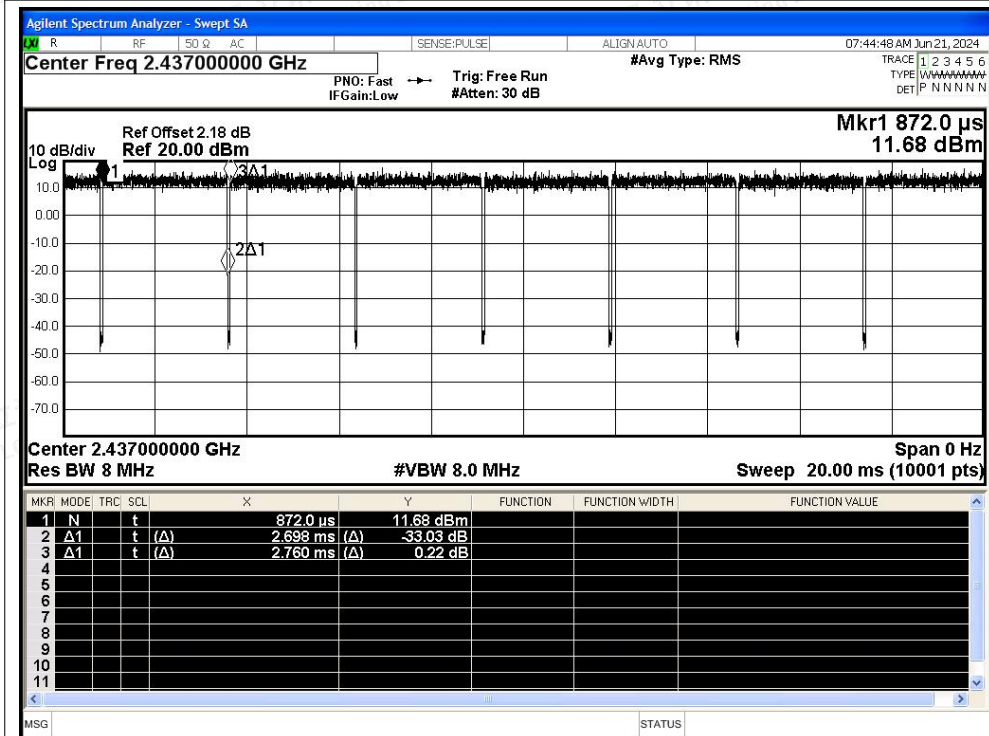 Agilent Spectrum Analyzer - Swept SA
LXI R RF 50 Ω AC SENSE:PULSE ALIGN AUTO 07:44:48 AM Jun 21, 2024
Center Freq 2.437000000 GHz #Avg Type: RMS TRACE 1 2 3 4 5 6
PNO: Fast Trig: Free Run TYPE WWWWWW
IFGain:Low #Atten: 30 dB DET P N N N N N
Mkr1 872.0 µs
Ref Offset 2.18 dB
10 dB/div Ref 20.00 dBm 11.68 dBm
Log
1 3Δ1
10.0
0.00
-10.0
2Δ1
-20.0
-30.0
-40.0
-50.0
-60.0
-70.0
Center 2.437000000 GHz Span 0 Hz
Res BW 8 MHz #VBW 8.0 MHz Sweep 20.00 ms (10001 pts)
MKR MODE TRC SCL X Y FUNCTION FUNCTION WIDTH FUNCTION VALUE
1 N t 872.0 µs 11.68 dBm
2 Δ1 t (Δ) 2.698 ms (Δ) -33.03 dB
3 Δ1 t (Δ) 2.760 ms (Δ) 0.22 dB
4
5
6
7
8
9
10
11
MSG STATUS